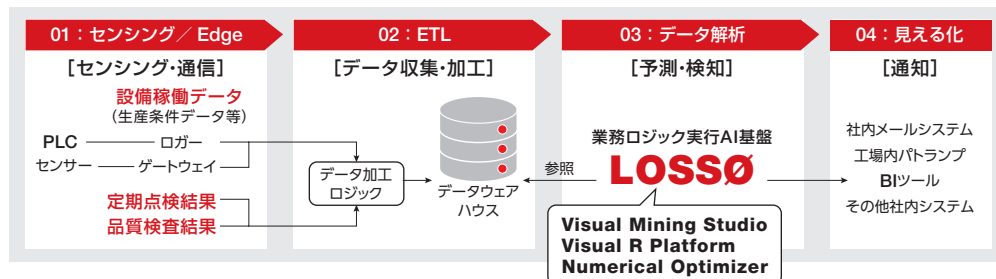 01：センシング／ Edge
[センシング・通信]
設備稼働データ
（生産条件データ等）
PLC
ロガー
センサー
ゲートウェイ
定期点検結果
品質検査結果
02：ETL
[データ収集・加工]
データ加工
ロジック
データウェア
ハウス
03：データ解析
[予測・検知]
業務ロジック実行AI基盤
LOSSØ
参照
Visual Mining Studio
Visual R Platform
Numerical Optimizer
04：見える化
[通知]
社内メールシステム
工場内パトランプ
BIツール
その他社内システム